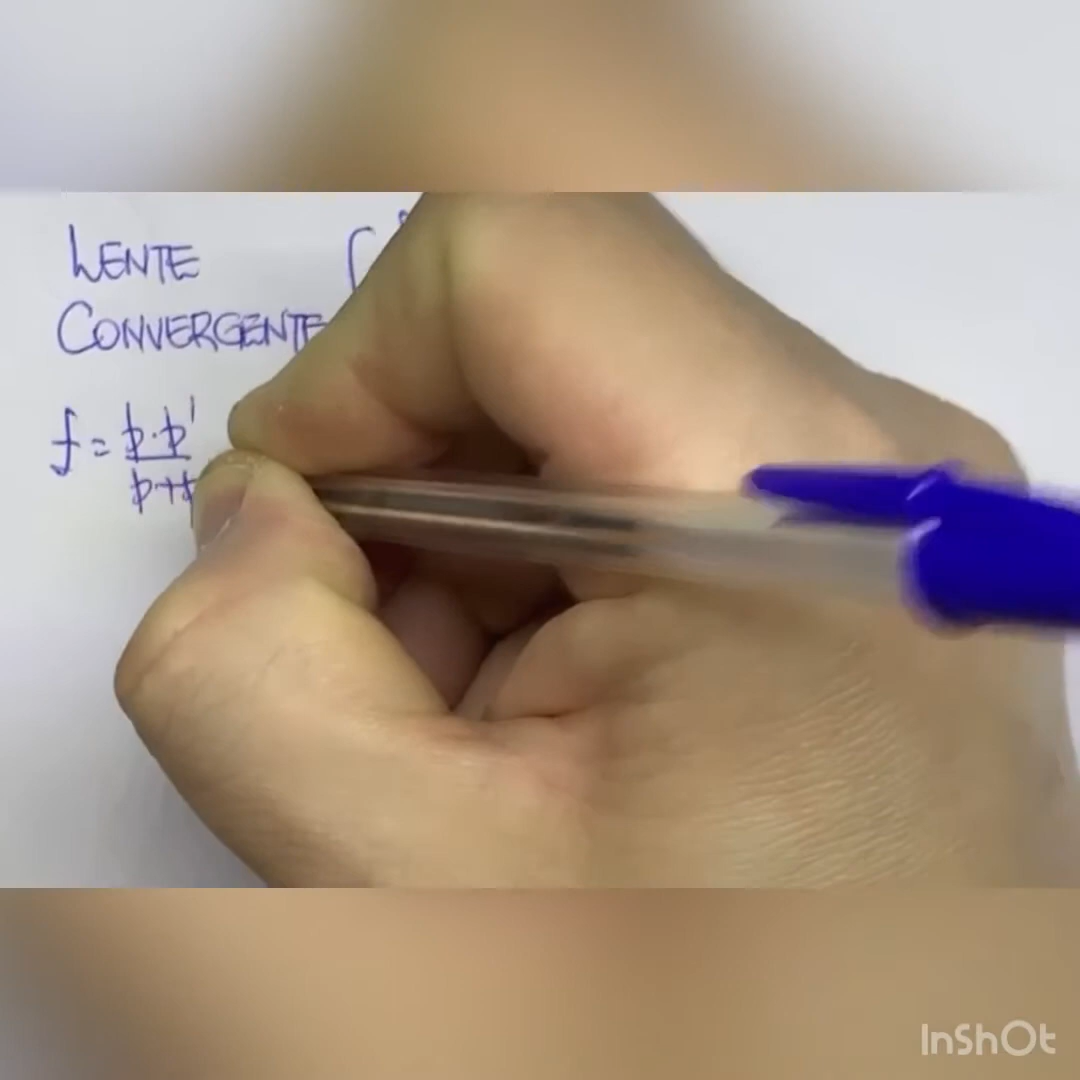 LENTE
CONVERGENTE
f = p·p'
p+
InShOt